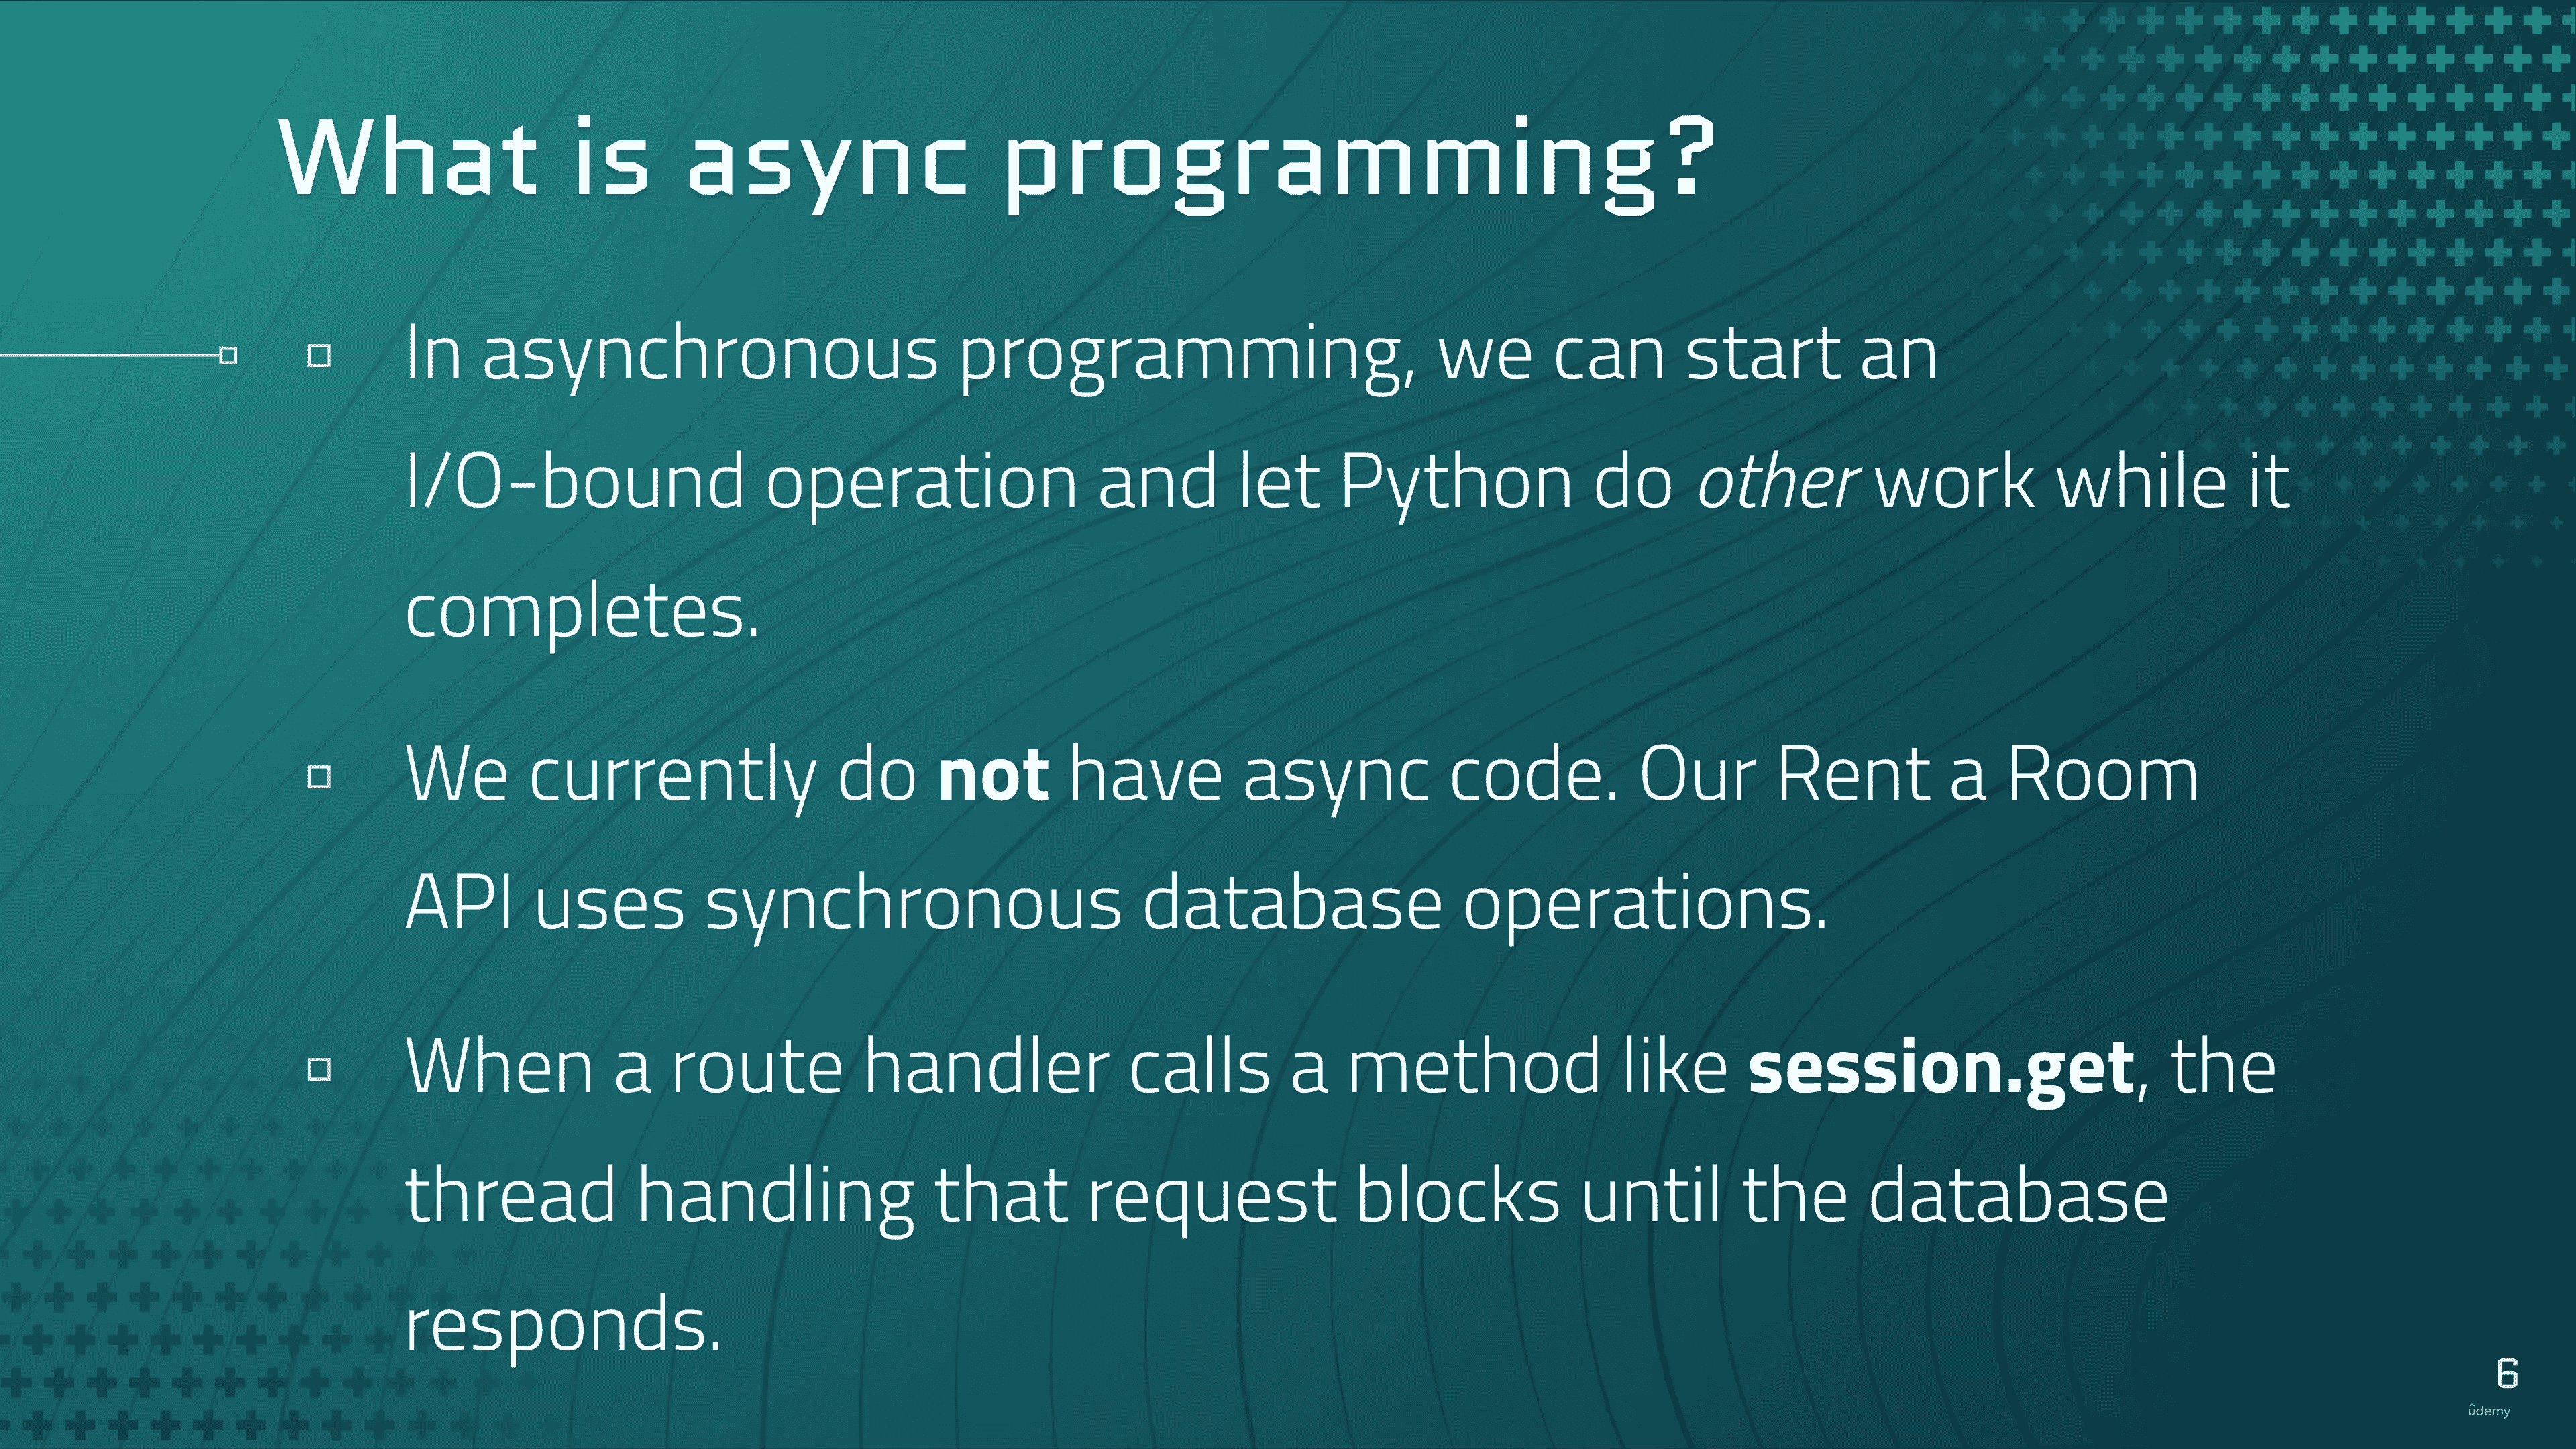 What is async programming?
In asynchronous programming, we can start an
I/O-bound operation and let Python do other work while it
completes.
We currently do not have async code. Our Rent a Room
API uses synchronous database operations.
When a route handler calls a method like session.get, the
thread handling that request blocks until the database
responds.
6
ûdemy